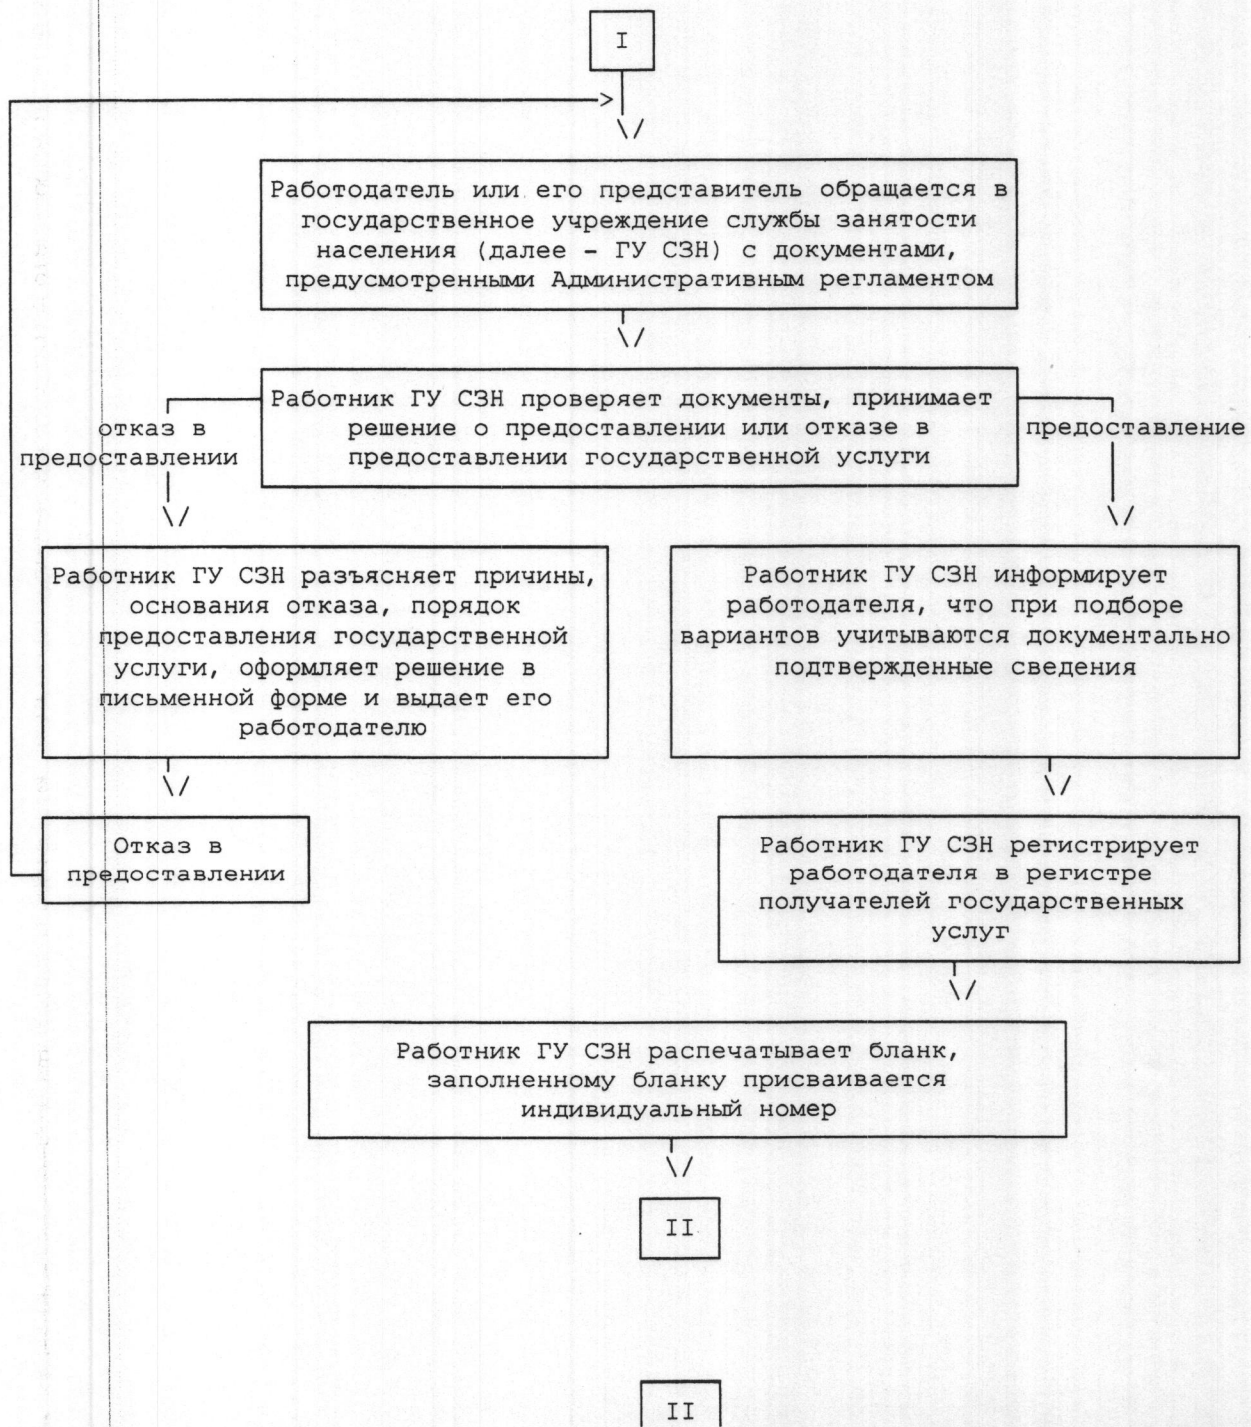 I
Работодатель или его представитель обращается в
государственное учреждение службы занятости
населения (далее - ГУ СЗН) с документами,
предусмотренными Административным регламентом
Работник ГУ СЗН проверяет документы, принимает
решение о предоставлении или отказе в
предоставлении государственной услуги
отказ в
предоставлении
предоставление
Работник ГУ СЗН разъясняет причины,
основания отказа, порядок
предоставления государственной
услуги, оформляет решение в
письменной форме и выдает его
работодателю
Работник ГУ СЗН информирует
работодателя, что при подборе
вариантов учитываются документально
подтвержденные сведения
Отказ в
предоставлении
Работник ГУ СЗН регистрирует
работодателя в регистре
получателей государственных
услуг
Работник ГУ СЗН распечатывает бланк,
заполненному бланку присваивается
индивидуальный номер
II
II